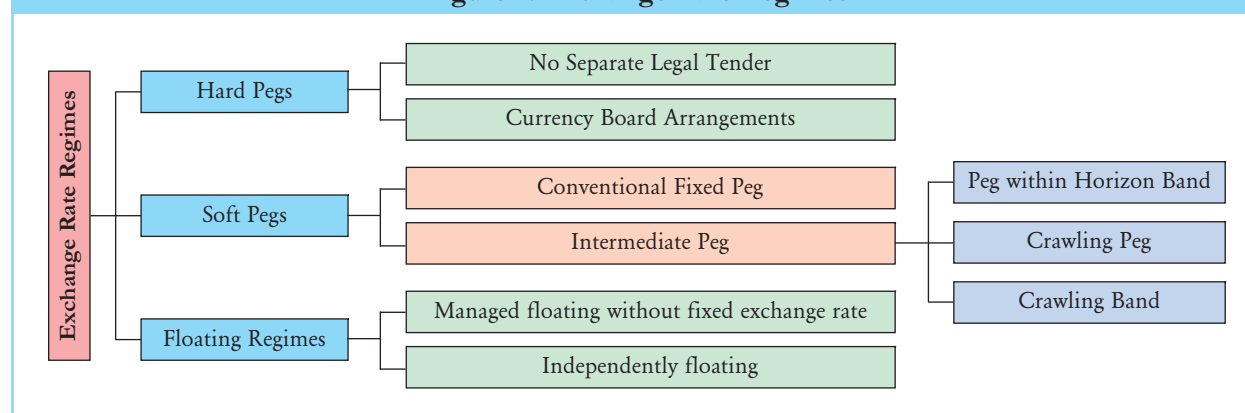 Exchange Rate Regimes
Hard Pegs
No Separate Legal Tender
Currency Board Arrangements
Soft Pegs
Conventional Fixed Peg
Intermediate Peg
Peg within Horizon Band
Crawling Peg
Crawling Band
Floating Regimes
Managed floating without fixed exchange rate
Independently floating